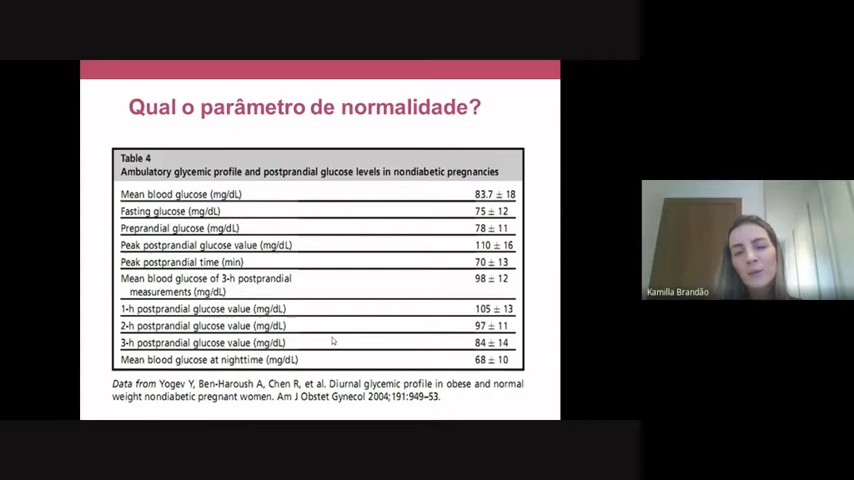 Qual o parâmetro de normalidade?
Table 4
Ambulatory glycemic profile and postprandial glucose levels in nondiabetic pregnancies
Mean blood glucose (mg/dL) 83.7 ± 18
Fasting glucose (mg/dL) 75 ± 12
Preprandial glucose (mg/dL) 78 ± 11
Peak postprandial glucose value (mg/dL) 110 ± 16
Peak postprandial time (min) 70 ± 13
Mean blood glucose of 3-h postprandial 98 ± 12
measurements (mg/dL)
1-h postprandial glucose value (mg/dL) 105 ± 13
2-h postprandial glucose value (mg/dL) 97 ± 11
3-h postprandial glucose value (mg/dL) 84 ± 14
Mean blood glucose at nighttime (mg/dL) 68 ± 10
Data from Yogev Y, Ben-Haroush A, Chen R, et al. Diurnal glycemic profile in obese and normal
weight nondiabetic pregnant women. Am J Obstet Gynecol 2004;191:949–53.
Kamilla Brandão